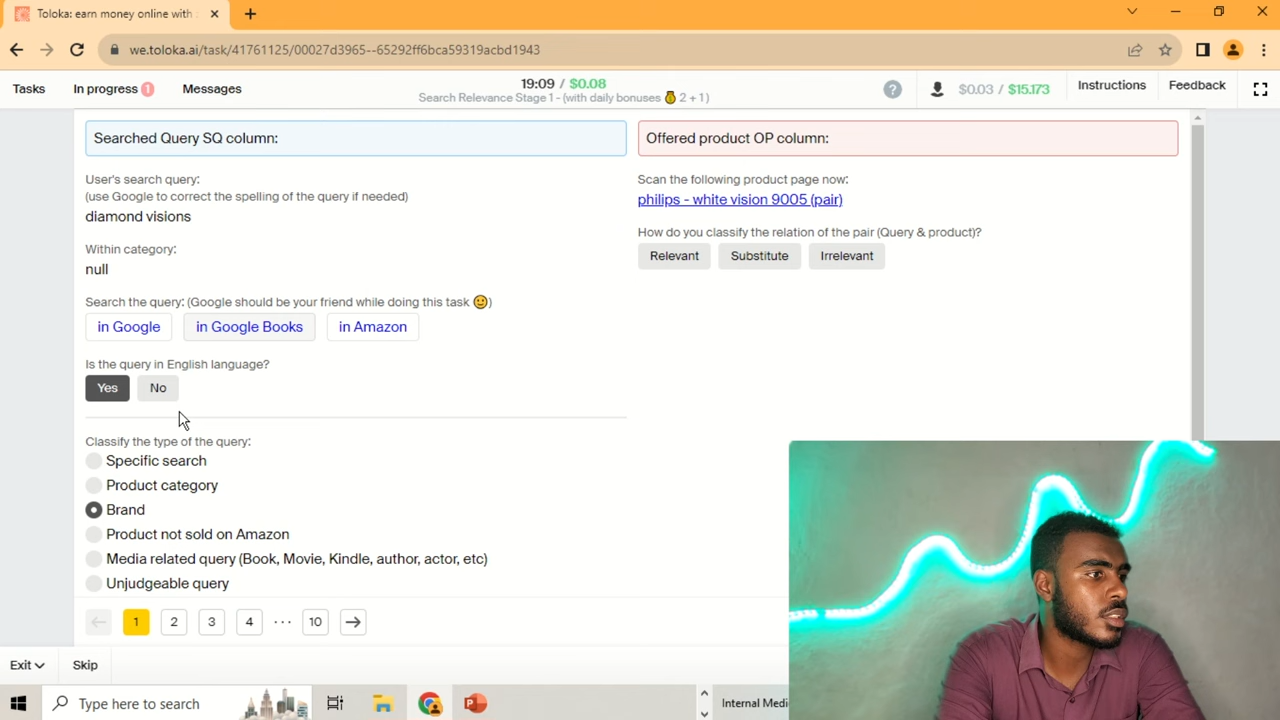 Toloka: earn money online with
we.toloka.ai/task/41761125/00027d3965--65292ff6bca59319acbd1943
Tasks
In progress 1
Messages
19:09 / $0.08
Search Relevance Stage 1 - (with daily bonuses 2 + 1)
$0.03 / $15.173
Instructions
Feedback
Searched Query SQ column:
Offered product OP column:
User's search query:
(use Google to correct the spelling of the query if needed)
diamond visions
Within category:
null
Search the query: (Google should be your friend while doing this task 🙂)
in Google
in Google Books
in Amazon
Is the query in English language?
Yes
No
Scan the following product page now:
philips - white vision 9005 (pair)
How do you classify the relation of the pair (Query & product)?
Relevant
Substitute
Irrelevant
Classify the type of the query:
Specific search
Product category
Brand
Product not sold on Amazon
Media related query (Book, Movie, Kindle, author, actor, etc)
Unjudgeable query
1
2
3
4
...
10
Exit
Skip
Type here to search
Internal Medi